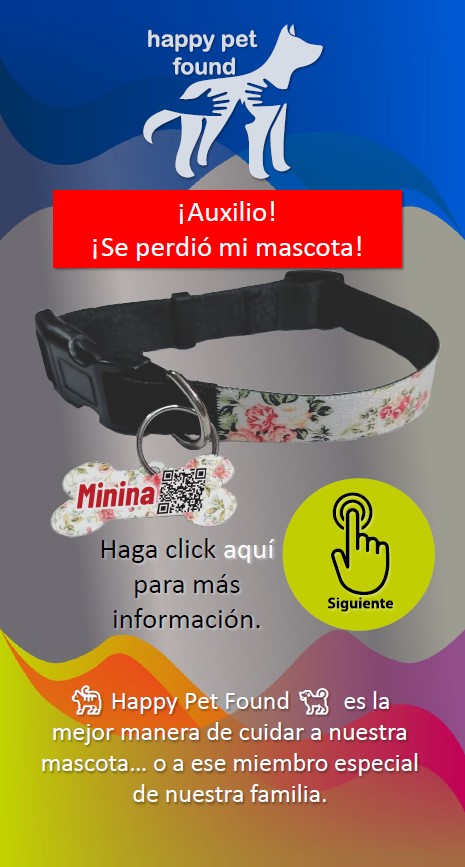 happy pet
found
¡Auxilio!
¡Se perdió mi mascota!
Minina
Haga click aquí
para más
información.
Siguiente
Happy Pet Found es la
mejor manera de cuidar a nuestra
mascota... o a ese miembro especial
de nuestra familia.